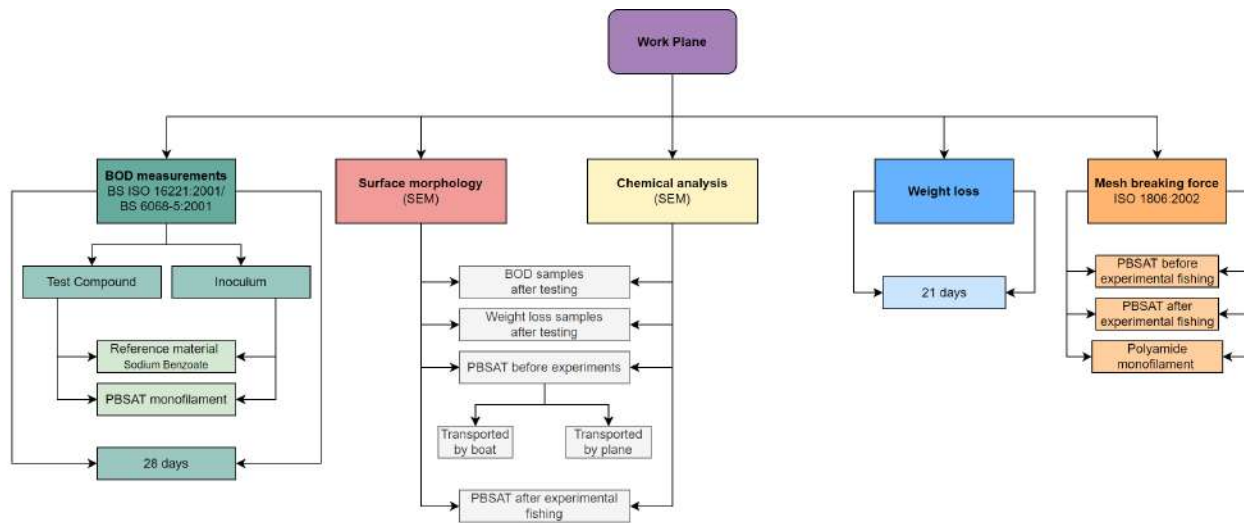 Work Plane
BOD measurements
BS ISO 16221:2001/
BS 6068-5:2001
Surface morphology
(SEM)
Chemical analysis
(SEM)
Weight loss
Mesh breaking force
ISO 1806:2002
Test Compound
Inoculum
Reference material
Sodium Benzoate
PBSAT monofilament
28 days
BOD samples
after testing
Weight loss samples
after testing
PBSAT before experiments
Transported
by boat
Transported
by plane
PBSAT after experimental
fishing
21 days
PBSAT before
experimental fishing
PBSAT after
experimental fishing
Polyamide
monofilament